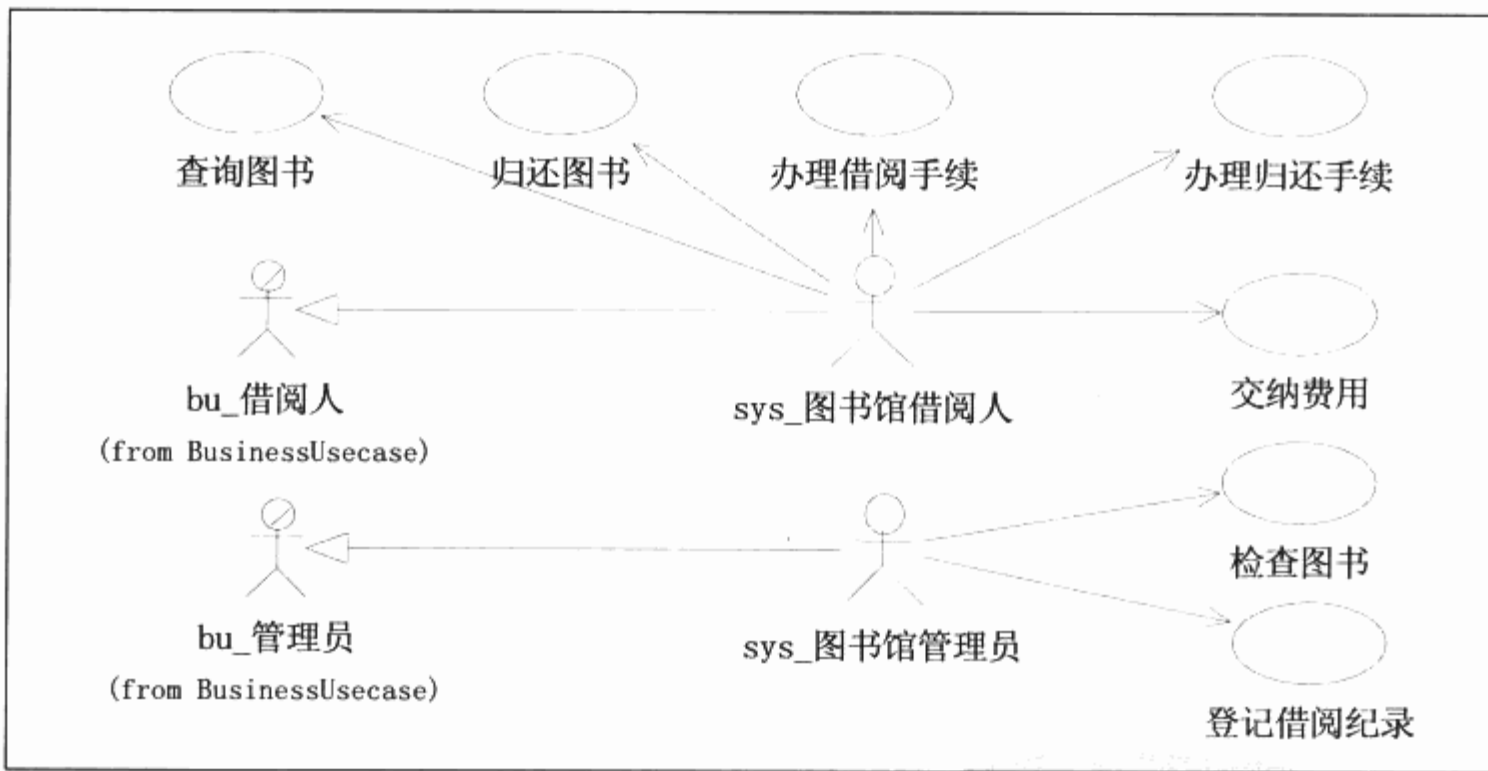 查询图书
归还图书
办理借阅手续
办理归还手续
bu_借阅人
(from BusinessUsecase)
sys_图书馆借阅人
交纳费用
检查图书
bu_管理员
(from BusinessUsecase)
sys_图书馆管理员
登记借阅纪录